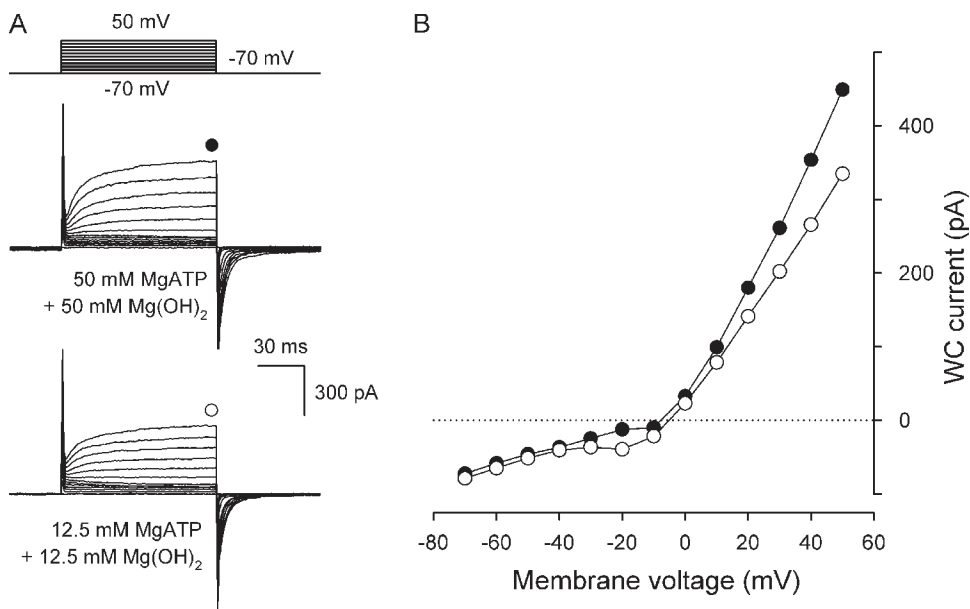 A
50 mV
-70 mV
-70 mV
50 mM MgATP
+ 50 mM Mg(OH)2
30 ms
300 pA
12.5 mM MgATP
+ 12.5 mM Mg(OH)2
B
400
200
0
WC current (pA)
-80 -60 -40 -20 0 20 40 60
Membrane voltage (mV)